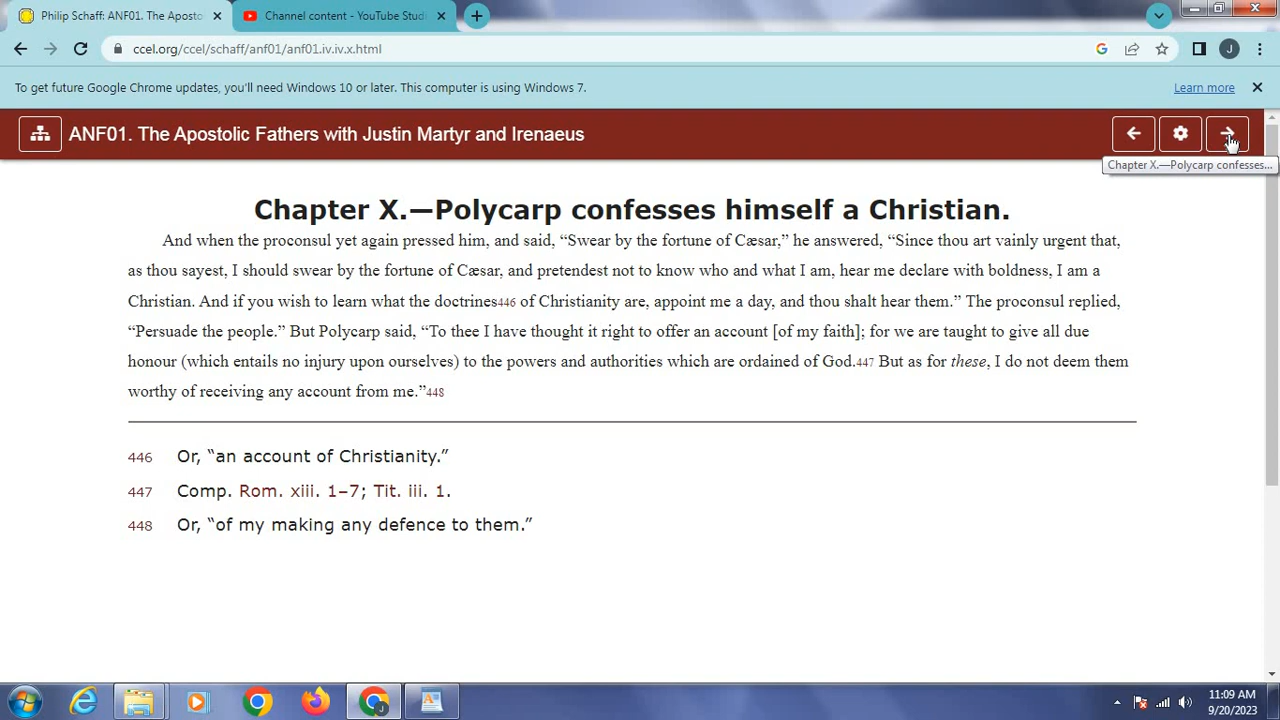 Philip Schaff: ANF01. The Aposto
Channel content - YouTube Studi
ccel.org/ccel/schaff/anf01/anf01.iv.iv.x.html
J
To get future Google Chrome updates, you'll need Windows 10 or later. This computer is using Windows 7.
Learn more
ANF01. The Apostolic Fathers with Justin Martyr and Irenaeus
Chapter X.—Polycarp confesses...
Chapter X.—Polycarp confesses himself a Christian.
And when the proconsul yet again pressed him, and said, “Swear by the fortune of Cæsar,” he answered, “Since thou art vainly urgent that,
as thou sayest, I should swear by the fortune of Cæsar, and pretendest not to know who and what I am, hear me declare with boldness, I am a
Christian. And if you wish to learn what the doctrines446 of Christianity are, appoint me a day, and thou shalt hear them.” The proconsul replied,
“Persuade the people.” But Polycarp said, “To thee I have thought it right to offer an account [of my faith]; for we are taught to give all due
honour (which entails no injury upon ourselves) to the powers and authorities which are ordained of God.447 But as for these, I do not deem them
worthy of receiving any account from me.”448
446 Or, “an account of Christianity.”
447 Comp. Rom. xiii. 1–7; Tit. iii. 1.
448 Or, “of my making any defence to them.”
11:09 AM
9/20/2023